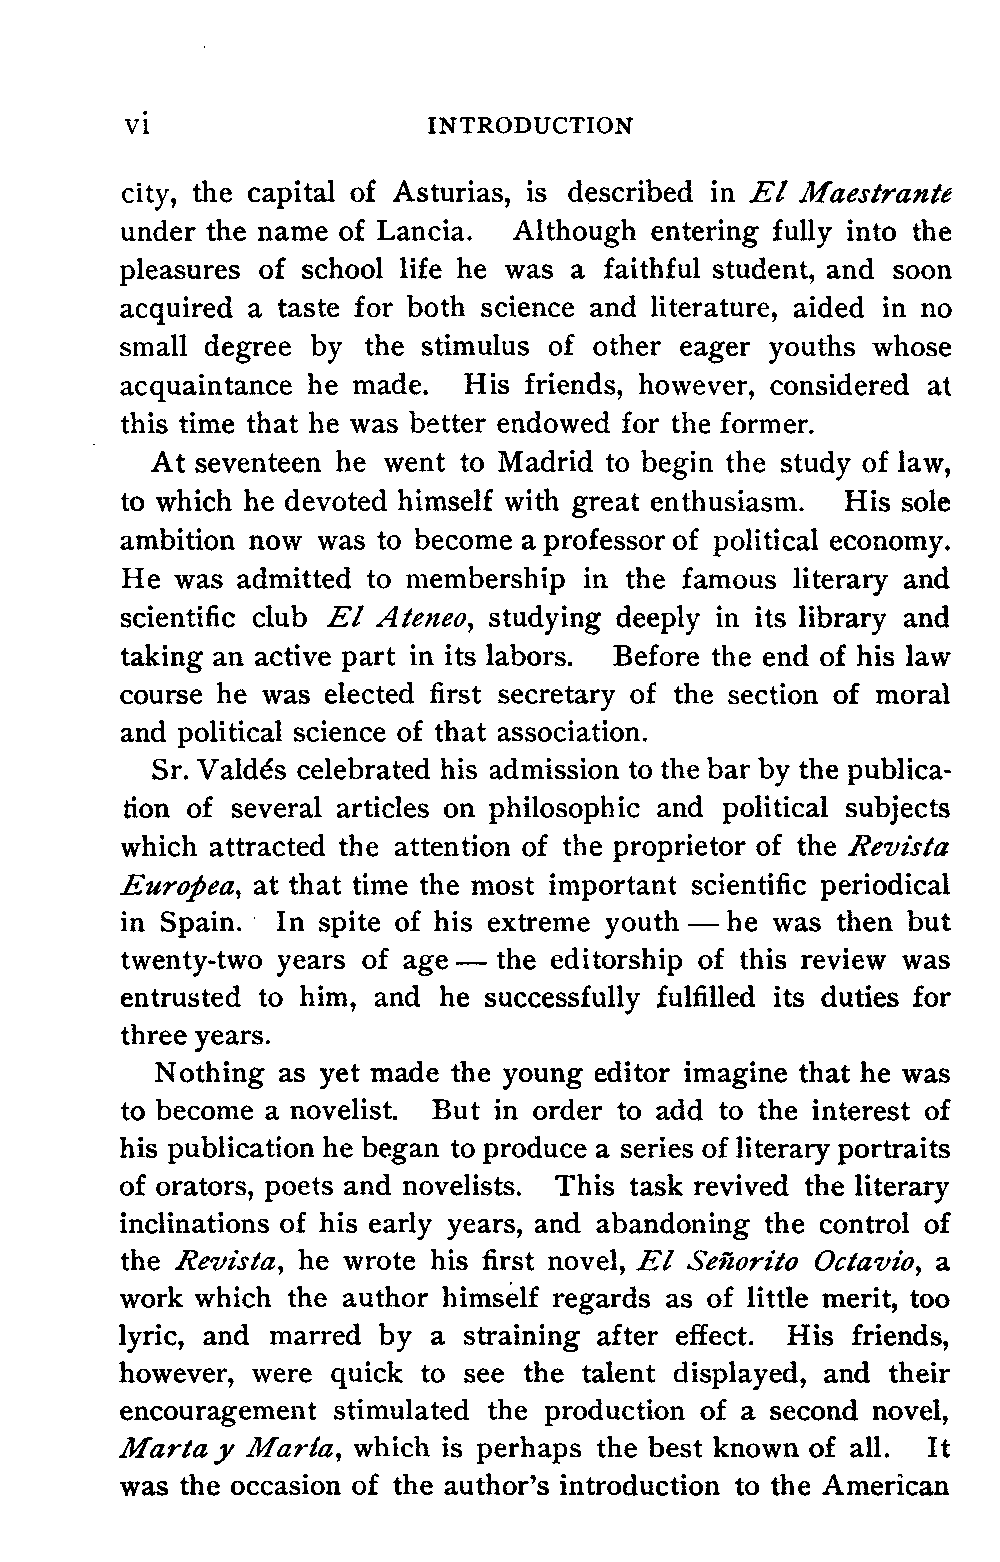 vi INTRODUCTION
city, the capital of Asturias, is described in El Maestrante
under the name of Lancia. Although entering fully into the
pleasures of school life he was a faithful student, and soon
acquired a taste for both science and literature, aided in no
small degree by the stimulus of other eager youths whose
acquaintance he made. His friends, however, considered at
this time that he was better endowed for the former.
At seventeen he went to Madrid to begin the study of law,
to which he devoted himself with great enthusiasm. His sole
ambition now was to become a professor of political economy.
He was admitted to membership in the famous literary and
scientific club El Ateneo, studying deeply in its library and
taking an active part in its labors. Before the end of his law
course he was elected first secretary of the section of moral
and political science of that association.
Sr. Valdés celebrated his admission to the bar by the publica-
tion of several articles on philosophic and political subjects
which attracted the attention of the proprietor of the Revista
Europea, at that time the most important scientific periodical
in Spain. In spite of his extreme youth — he was then but
twenty-two years of age — the editorship of this review was
entrusted to him, and he successfully fulfilled its duties for
three years.
Nothing as yet made the young editor imagine that he was
to become a novelist. But in order to add to the interest of
his publication he began to produce a series of literary portraits
of orators, poets and novelists. This task revived the literary
inclinations of his early years, and abandoning the control of
the Revista, he wrote his first novel, El Señorito Octavio, a
work which the author himself regards as of little merit, too
lyric, and marred by a straining after effect. His friends,
however, were quick to see the talent displayed, and their
encouragement stimulated the production of a second novel,
Marta y María, which is perhaps the best known of all. It
was the occasion of the author's introduction to the American